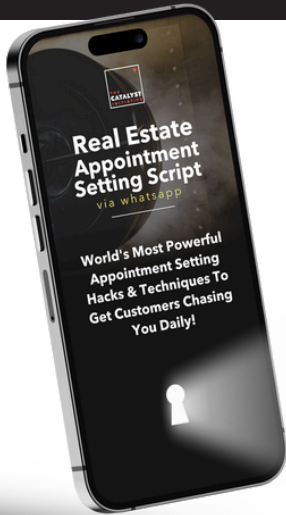 THE
CATALYST
INITIATIVE
Real Estate
Appointment
Setting Script
via whatsapp
World's Most Powerful
Appointment Setting
Hacks & Techniques To
Get Customers Chasing
You Daily!